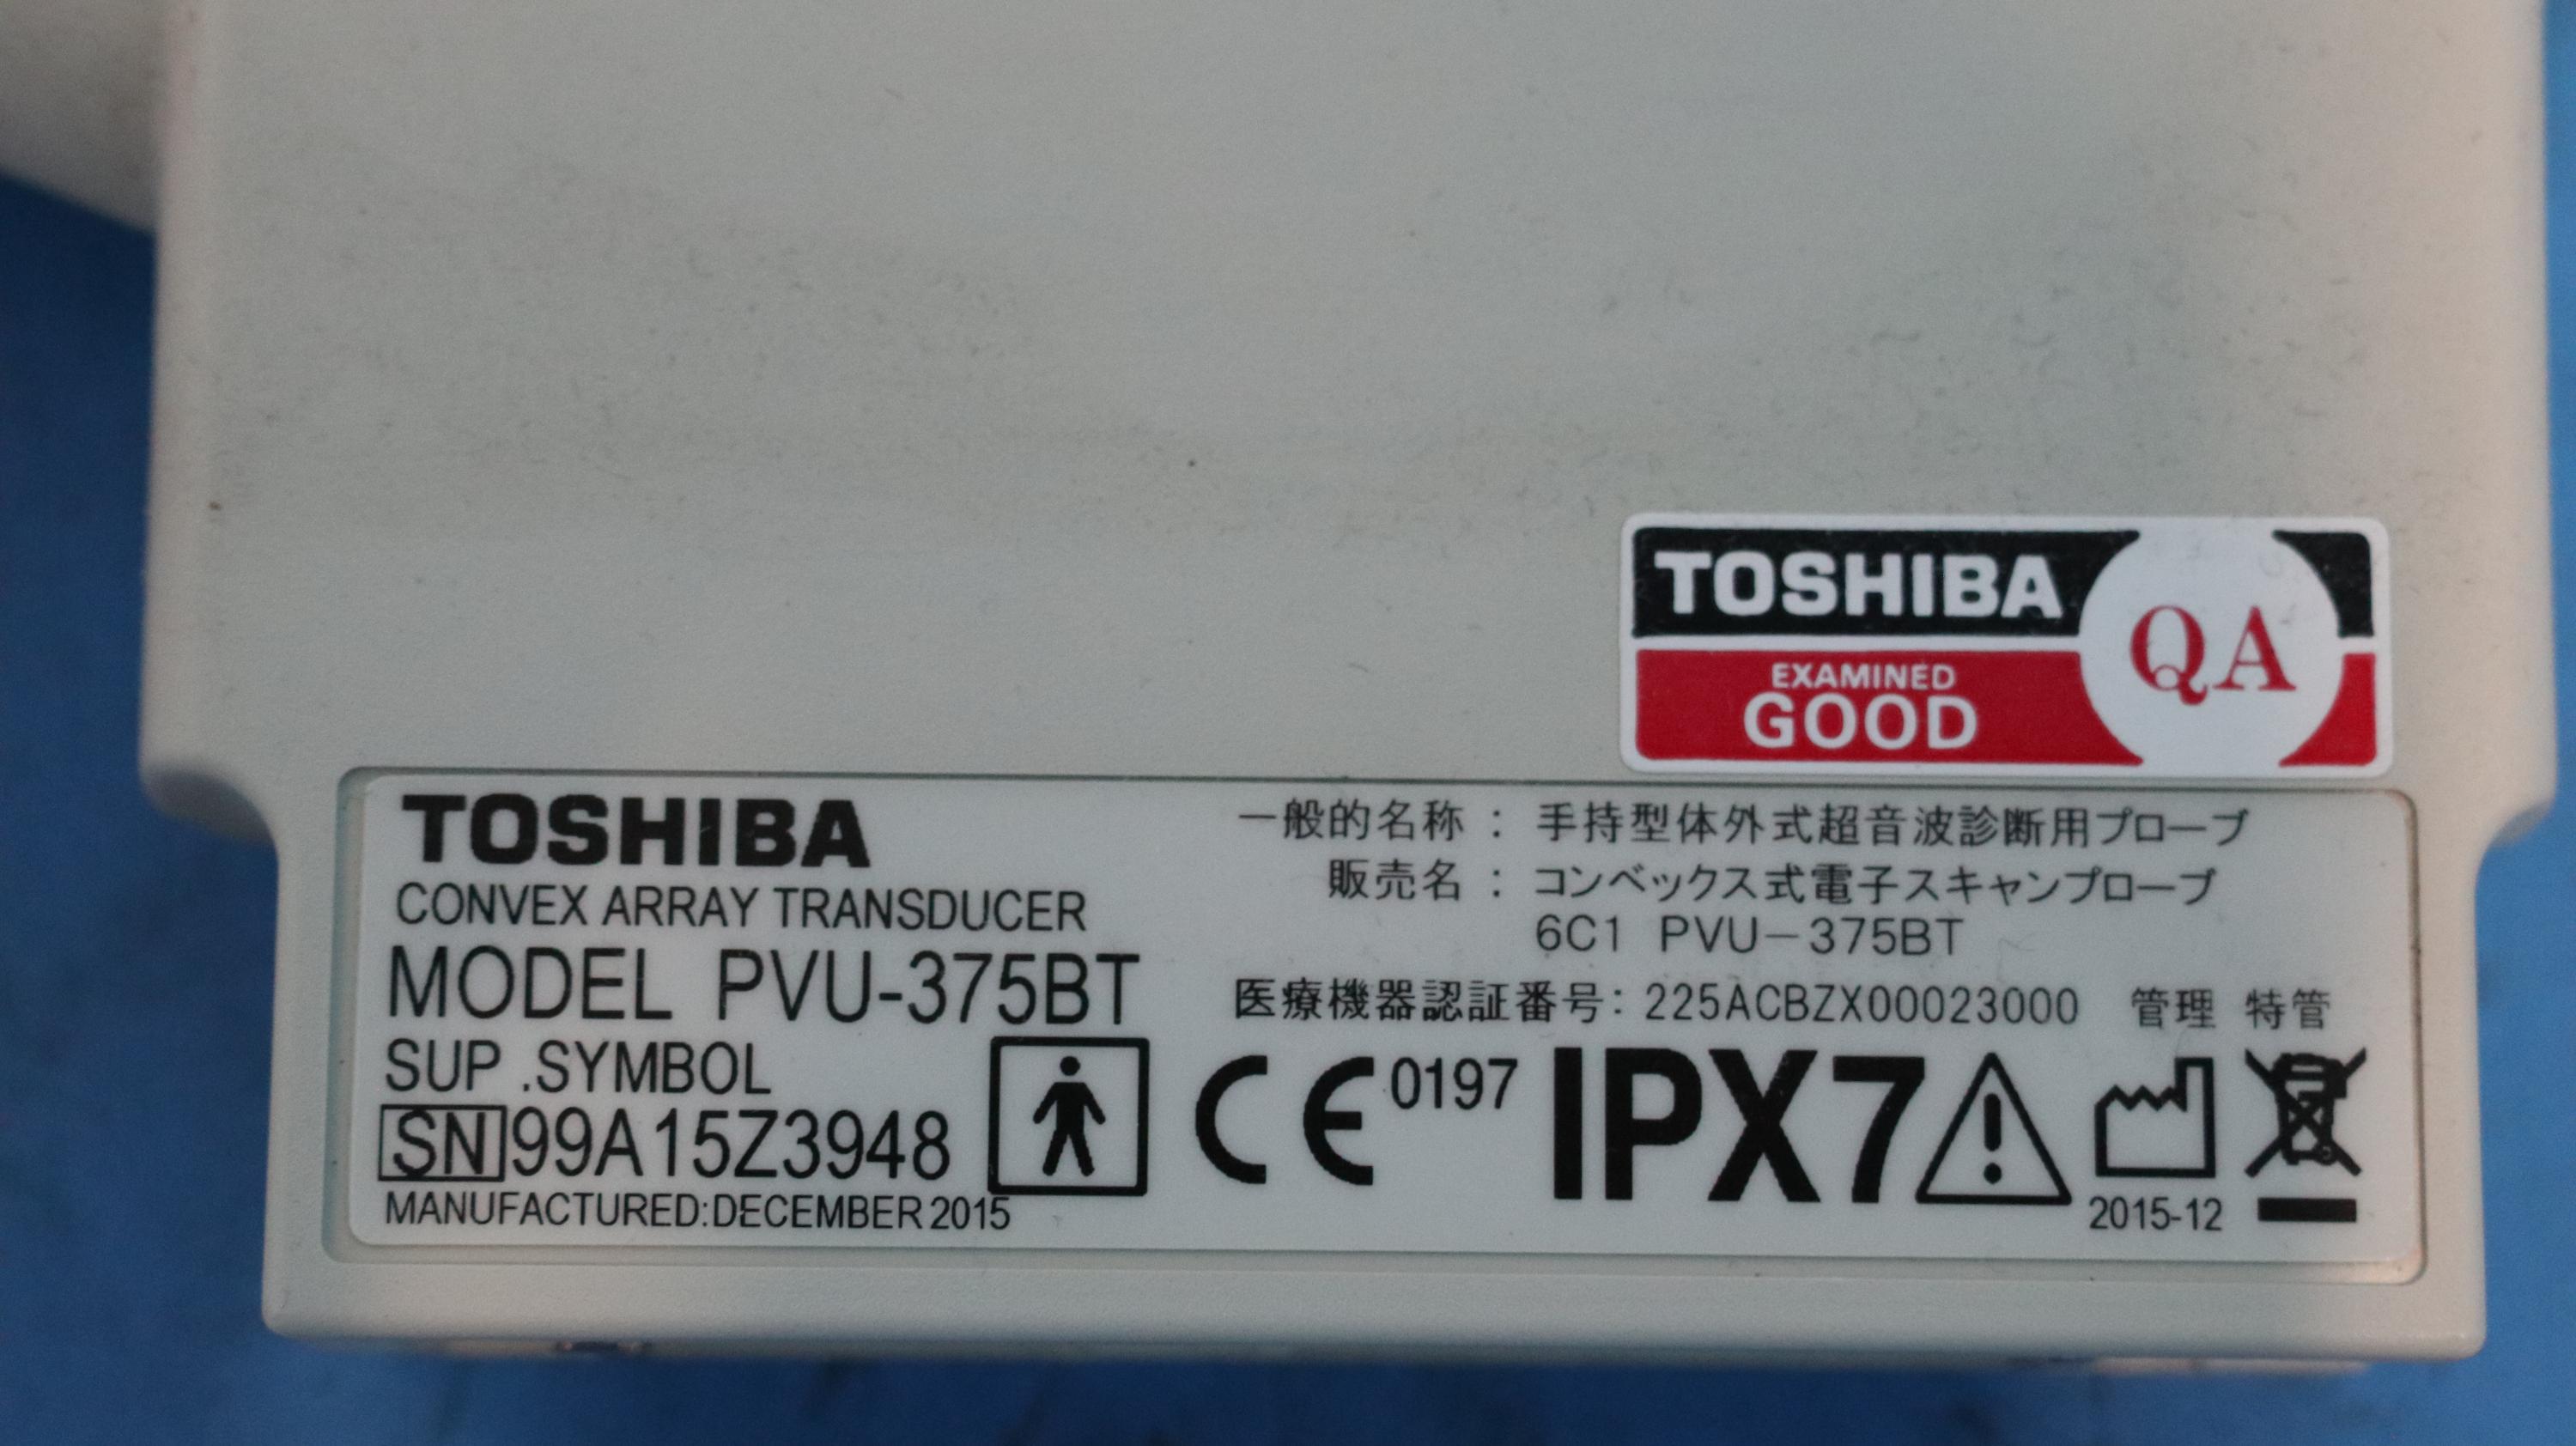 TOSHIBA
QA
EXAMINED
GOOD
TOSHIBA
CONVEX ARRAY TRANSDUCER
MODEL PVU-375BT
SUP .SYMBOL
SN 99A15Z3948
MANUFACTURED:DECEMBER 2015
一般的名称 : 手持型体外式超音波診断用プローブ
販売名 : コンベックス式電子スキャンプローブ
6C1 PVU-375BT
医療機器認証番号: 225ACBZX00023000 管理 特管
CE 0197 IPX7
2015-12